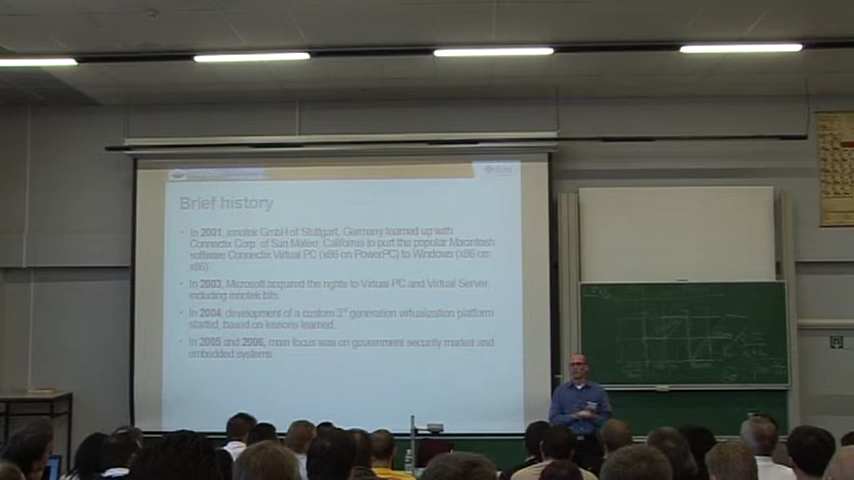 Brief history
• In 2001, innotek GmbH of Stuttgart, Germany teamed up with
Connectix Corp. of San Mateo, California to port the popular Macintosh
software Connectix Virtual PC (x86 on PowerPC) to Windows (x86 on
x86)
• In 2003, Microsoft acquired the rights to Virtual PC and Virtual Server,
including innotek bits.
• In 2004, development of a custom 3rd generation virtualization platform
started, based on lessons learned.
• In 2005 and 2006, main focus was on government security market and
embedded systems